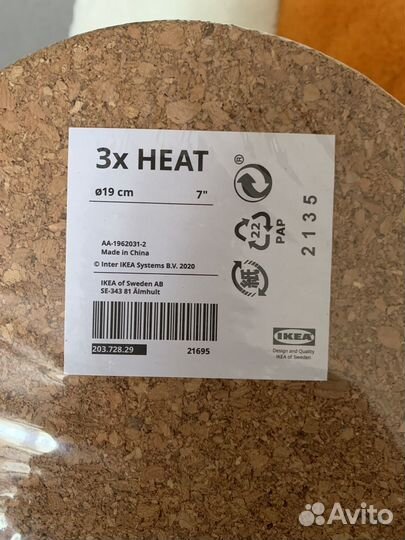 3x HEAT
ø19 cm 7"
AA-1962031-2
Made in China
© Inter IKEA Systems B.V. 2020
IKEA of Sweden AB
SE-343 81 Älmhult
203.728.29 21695
®
22
PAP
紙
2135
IKEA
®
Design and Quality
IKEA of Sweden
Avito